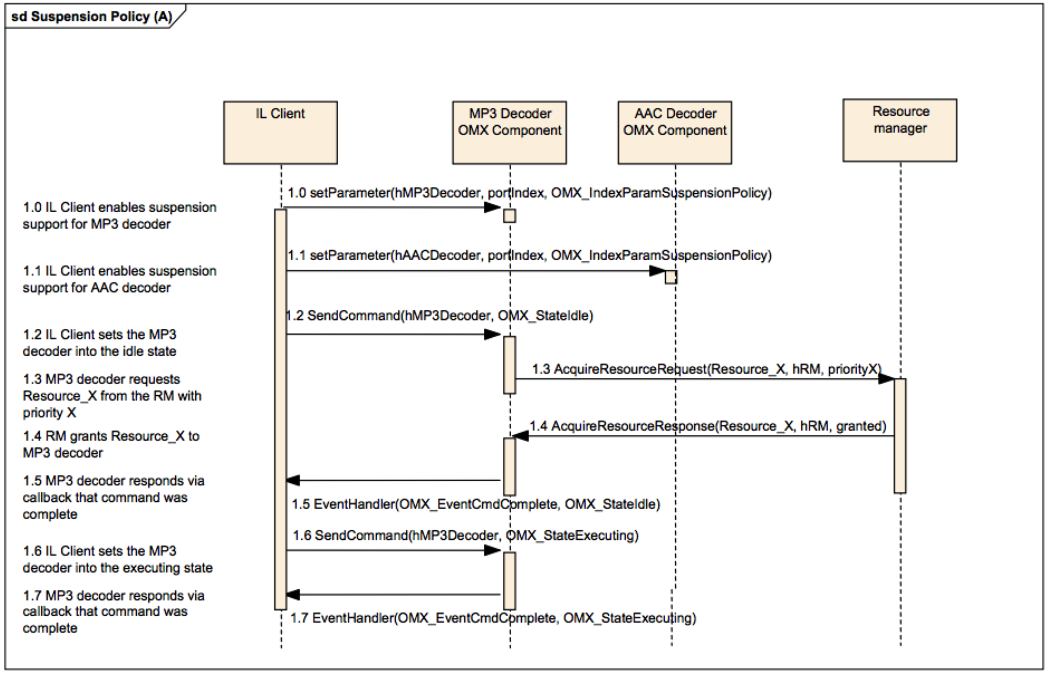 sd Suspension Policy (A)
IL Client
MP3 Decoder
OMX Component
AAC Decoder
OMX Component
Resource
manager
1.0 setParameter(hMP3Decoder, portIndex, OMX_IndexParamSuspensionPolicy)
1.0 IL Client enables suspension
support for MP3 decoder
1.1 setParameter(hAACDecoder, portIndex, OMX_IndexParamSuspensionPolicy)
1.1 IL Client enables suspension
support for AAC decoder
1.2 SendCommand(hMP3Decoder, OMX_StateIdle)
1.2 IL Client sets the MP3
decoder into the idle state
1.3 AcquireResourceRequest(Resource_X, hRM, priorityX)
1.3 MP3 decoder requests
Resource_X from the RM with
priority X
1.4 AcquireResourceResponse(Resource_X, hRM, granted)
1.4 RM grants Resource_X to
MP3 decoder
1.5 MP3 decoder responds via
callback that command was
complete
1.5 EventHandler(OMX_EventCmdComplete, OMX_StateIdle)
1.6 SendCommand(hMP3Decoder, OMX_StateExecuting)
1.6 IL Client sets the MP3
decoder into the executing state
1.7 MP3 decoder responds via
callback that command was
complete
1.7 EventHandler(OMX_EventCmdComplete, OMX_StateExecuting)